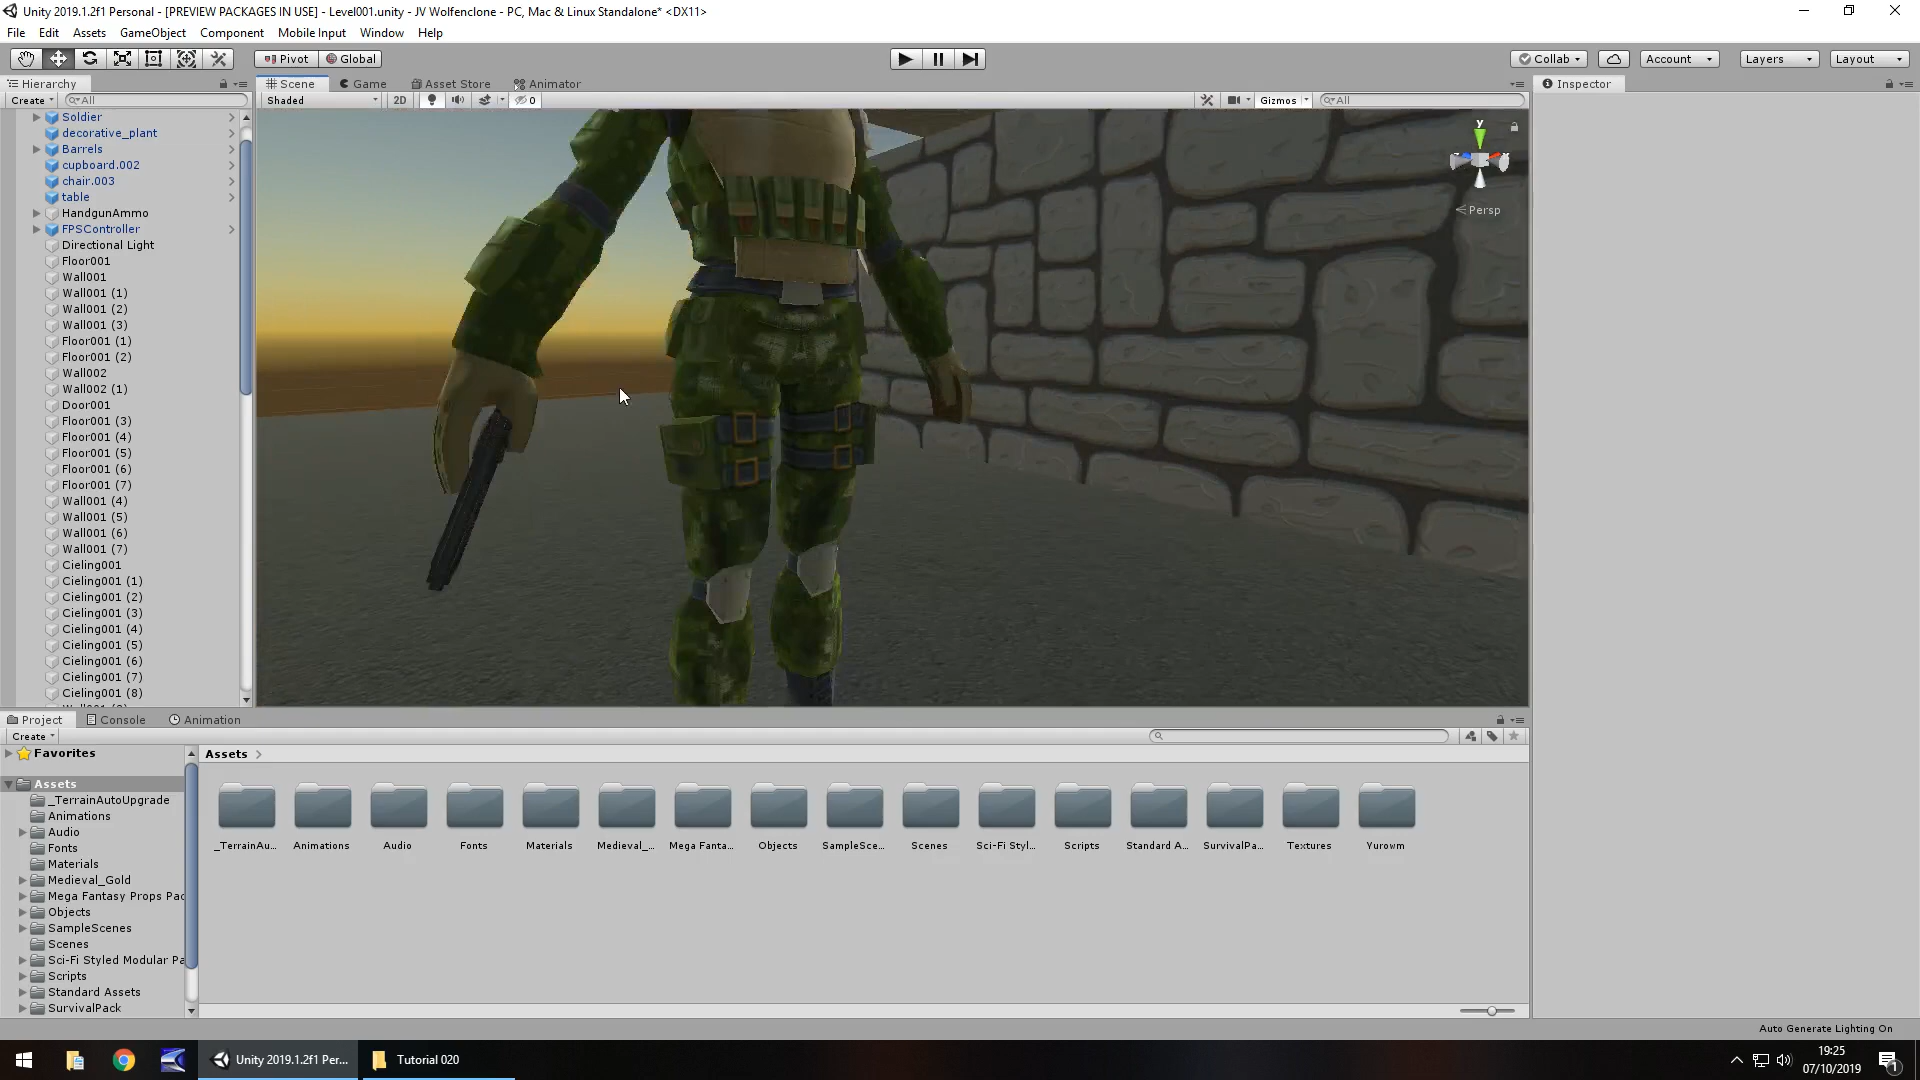 Unity 2019.1.2f1 Personal - [PREVIEW PACKAGES IN USE] - Level001.unity - JV Wolfenclone - PC, Mac & Linux Standalone* <DX11>
File Edit Assets GameObject Component Mobile Input Window Help
Pivot Global Collab Account Layers Layout
Hierarchy
Create All
Soldier
decorative_plant
Barrels
cupboard.002
chair.003
table
HandgunAmmo
FPSController
Directional Light
Floor001
Wall001
Wall001 (1)
Wall001 (2)
Wall001 (3)
Floor001 (1)
Floor001 (2)
Wall002
Wall002 (1)
Door001
Floor001 (3)
Floor001 (4)
Floor001 (5)
Floor001 (6)
Floor001 (7)
Wall001 (4)
Wall001 (5)
Wall001 (6)
Wall001 (7)
Cieling001
Cieling001 (1)
Cieling001 (2)
Cieling001 (3)
Cieling001 (4)
Cieling001 (5)
Cieling001 (6)
Cieling001 (7)
Cieling001 (8)
Scene Game Asset Store Animator
Shaded 2D 0 Gizmos All
y
Persp
Inspector
Project Console Animation
Create
Favorites
Assets
_TerrainAutoUpgrade
Animations
Audio
Fonts
Materials
Medieval_Gold
Mega Fantasy Props Pac
Objects
SampleScenes
Scenes
Sci-Fi Styled Modular Pa
Scripts
Standard Assets
SurvivalPack
Assets
_TerrainAu... Animations Audio Fonts Materials Medieval_... Mega Fanta... Objects SampleSce... Scenes Sci-Fi Styl... Scripts Standard A... SurvivalPa... Textures Yurowm
Auto Generate Lighting On
Unity 2019.1.2f1 Per... Tutorial 020
19:25
07/10/2019
1